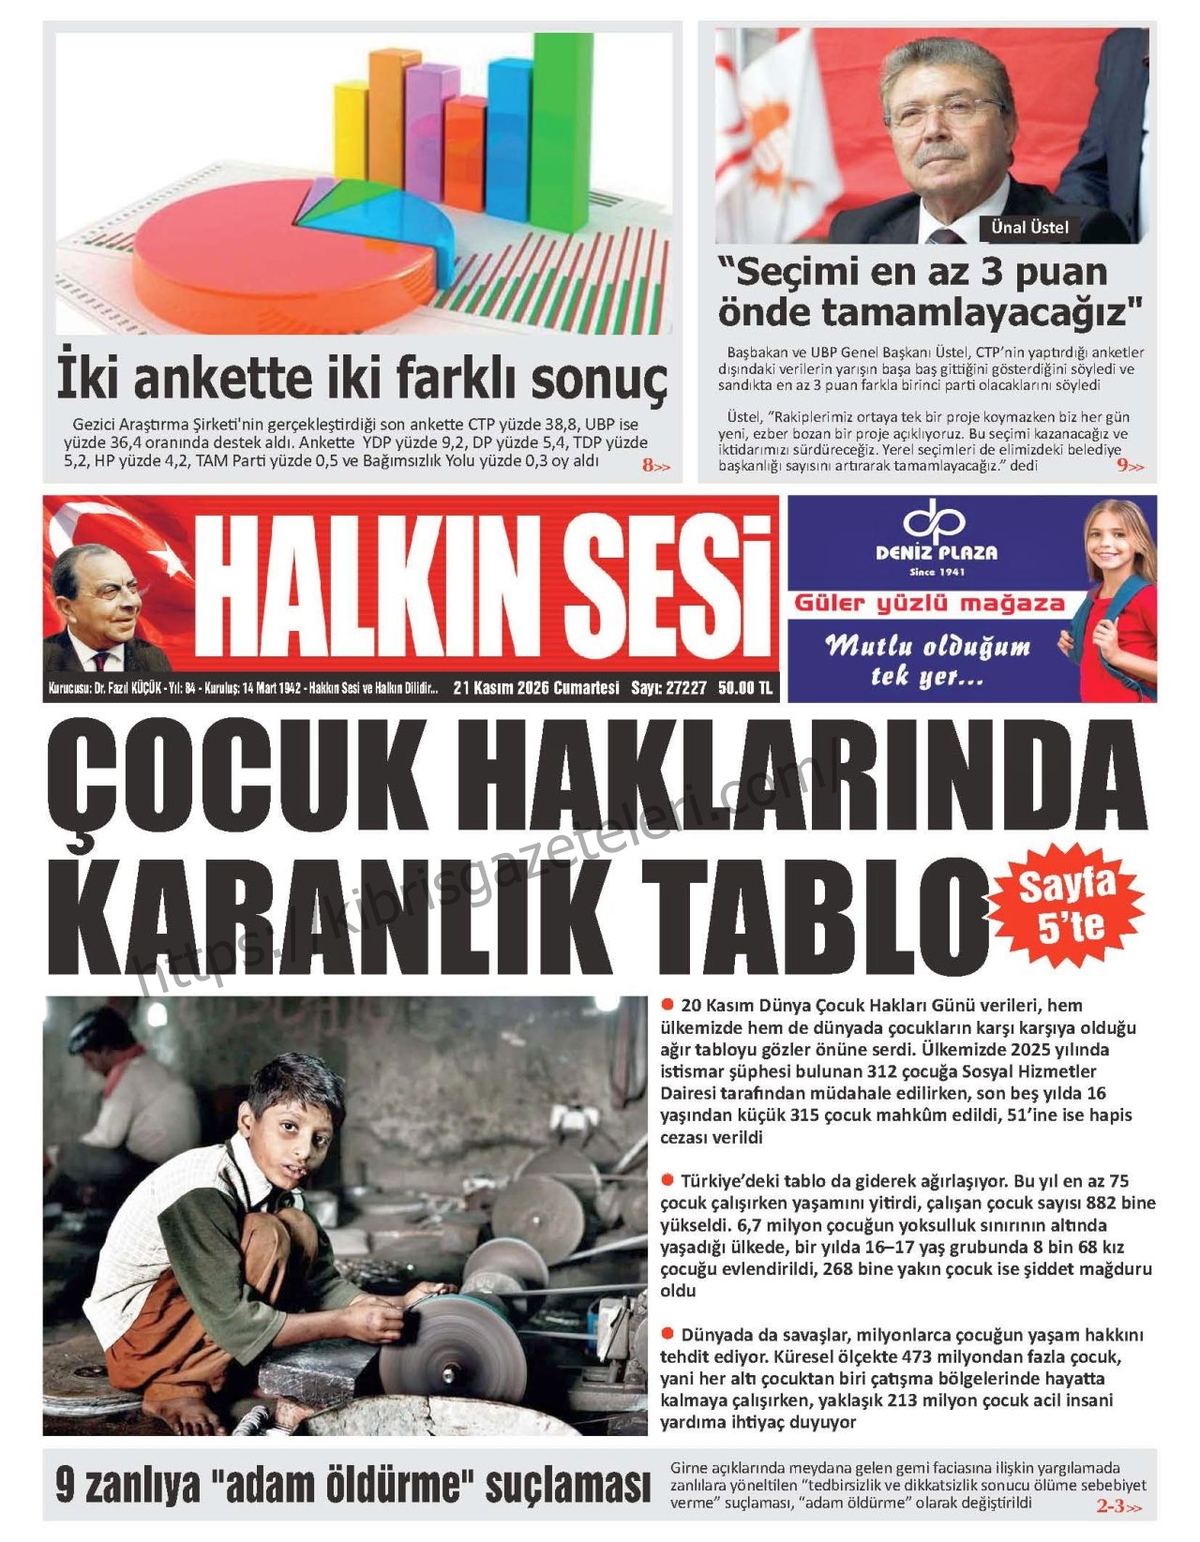 İki ankette iki farklı sonuç
Gezici Araştırma Şirketi'nin gerçekleştirdiği son ankette CTP yüzde 38,8, UBP ise
yüzde 36,4 oranında destek aldı. Ankette YDP yüzde 9,2, DP yüzde 5,4, TDP yüzde
5,2, HP yüzde 4,2, TAM Parti yüzde 0,5 ve Bağımsızlık Yolu yüzde 0,3 oy aldı
8>>
Ünal Üstel
“Seçimi en az 3 puan
önde tamamlayacağız"
Başbakan ve UBP Genel Başkanı Üstel, CTP’nin yaptırdığı anketler
dışındaki verilerin yarışın başa baş gittiğini gösterdiğini söyledi ve
sandıkta en az 3 puan farkla birinci parti olacaklarını söyledi
Üstel, “Rakiplerimiz ortaya tek bir proje koymazken biz her gün
yeni, ezber bozan bir proje açıklıyoruz. Bu seçimi kazanacağız ve
iktidarımızı sürdüreceğiz. Yerel seçimleri de elimizdeki belediye
başkanlığı sayısını artırarak tamamlayacağız.” dedi
9>>
HALKIN SESİ
Kurucusu: Dr. Fazıl KÜÇÜK - Yıl: 84 - Kuruluş: 14 Mart 1942 - Hakkın Sesi ve Halkın Dilidir... 21 Kasım 2026 Cumartesi Sayı: 27227 50.00 TL
dp
DENİZ PLAZA
Since 1941
Güler yüzlü mağaza
Mutlu olduğum
tek yer...
ÇOCUK HAKLARINDA
KARANLIK TABLO
Sayfa
5’te
https://kibrisgazeteleri.com/
● 20 Kasım Dünya Çocuk Hakları Günü verileri, hem
ülkemizde hem de dünyada çocukların karşı karşıya olduğu
ağır tabloyu gözler önüne serdi. Ülkemizde 2025 yılında
istismar şüphesi bulunan 312 çocuğa Sosyal Hizmetler
Dairesi tarafından müdahale edilirken, son beş yılda 16
yaşından küçük 315 çocuk mahkûm edildi, 51’ine ise hapis
cezası verildi
● Türkiye’deki tablo da giderek ağırlaşıyor. Bu yıl en az 75
çocuk çalışırken yaşamını yitirdi, çalışan çocuk sayısı 882 bine
yükseldi. 6,7 milyon çocuğun yoksulluk sınırının altında
yaşadığı ülkede, bir yılda 16–17 yaş grubunda 8 bin 68 kız
çocuğu evlendirildi, 268 bine yakın çocuk ise şiddet mağduru
oldu
● Dünyada da savaşlar, milyonlarca çocuğun yaşam hakkını
tehdit ediyor. Küresel ölçekte 473 milyondan fazla çocuk,
yani her altı çocuktan biri çatışma bölgelerinde hayatta
kalmaya çalışırken, yaklaşık 213 milyon çocuk acil insani
yardıma ihtiyaç duyuyor
9 zanlıya "adam öldürme" suçlaması
Girne açıklarında meydana gelen gemi faciasına ilişkin yargılamada
zanlılara yöneltilen “tedbirsizlik ve dikkatsizlik sonucu ölüme sebebiyet
verme” suçlaması, “adam öldürme” olarak değiştirildi
2-3>>